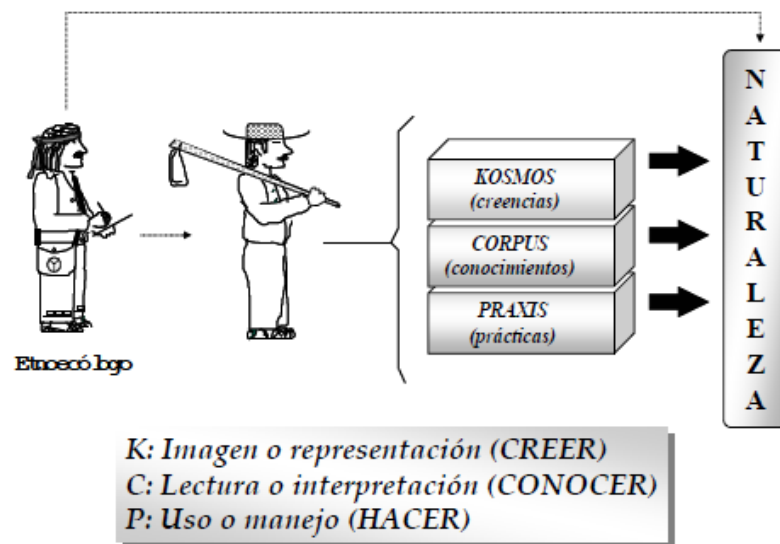 Etnoecólogo
KOSMOS
(creencias)
CORPUS
(conocimientos)
PRAXIS
(prácticas)
NATURALEZA
K: Imagen o representación (CREER)
C: Lectura o interpretación (CONOCER)
P: Uso o manejo (HACER)